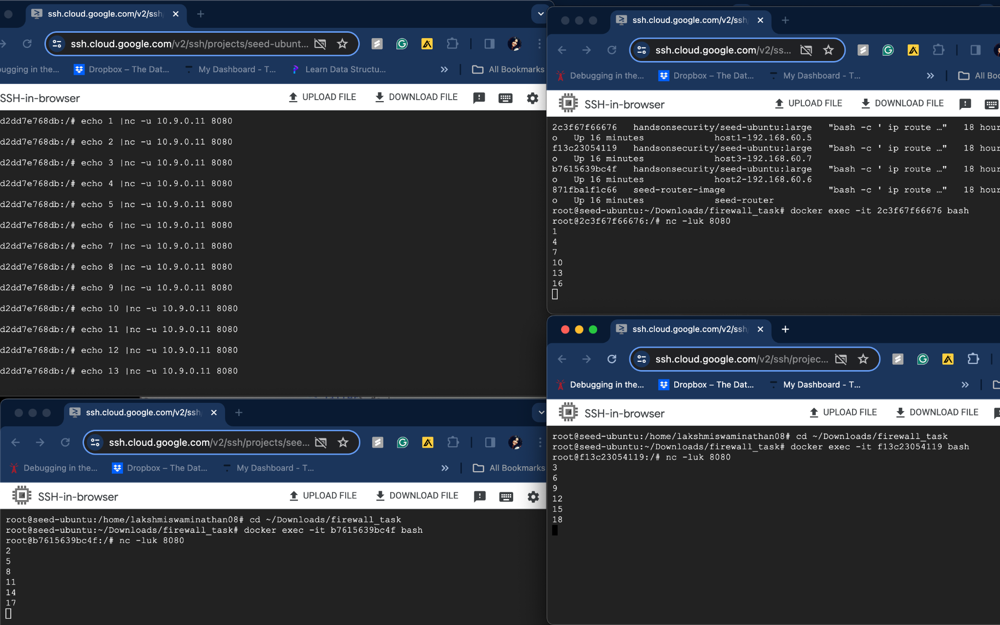 ssh.cloud.google.com/v2/ssh/
ssh.cloud.google.com/v2/ssh/projects/seed-ubunt...
ugging in the...
Dropbox – The Dat...
My Dashboard - T...
Learn Data Structu...
All Bookmarks
SSH-in-browser
UPLOAD FILE
DOWNLOAD FILE
d2dd7e768db:/# echo 1 |nc -u 10.9.0.11 8080
d2dd7e768db:/# echo 2 |nc -u 10.9.0.11 8080
d2dd7e768db:/# echo 3 |nc -u 10.9.0.11 8080
d2dd7e768db:/# echo 4 |nc -u 10.9.0.11 8080
d2dd7e768db:/# echo 5 |nc -u 10.9.0.11 8080
d2dd7e768db:/# echo 6 |nc -u 10.9.0.11 8080
d2dd7e768db:/# echo 7 |nc -u 10.9.0.11 8080
d2dd7e768db:/# echo 8 |nc -u 10.9.0.11 8080
d2dd7e768db:/# echo 9 |nc -u 10.9.0.11 8080
d2dd7e768db:/# echo 10 |nc -u 10.9.0.11 8080
d2dd7e768db:/# echo 11 |nc -u 10.9.0.11 8080
d2dd7e768db:/# echo 12 |nc -u 10.9.0.11 8080
d2dd7e768db:/# echo 13 |nc -u 10.9.0.11 8080
ssh.cloud.google.com/v2/ssh/
ssh.cloud.google.com/v2/ss...
Debugging in the...
Dropbox – The Dat...
My Dashboard - T...
All Boo
SSH-in-browser
UPLOAD FILE
DOWNLOAD FILE
2c3f67f66676   handsonsecurity/seed-ubuntu:large   "bash -c ' ip route …"   18 hour
o   Up 16 minutes             host1-192.168.60.5
f13c23054119   handsonsecurity/seed-ubuntu:large   "bash -c ' ip route …"   18 hour
o   Up 16 minutes             host3-192.168.60.7
b7615639bc4f   handsonsecurity/seed-ubuntu:large   "bash -c ' ip route …"   18 hour
o   Up 16 minutes             host2-192.168.60.6
871fba1f1c66   seed-router-image                   "bash -c ' ip route …"   18 hour
o   Up 16 minutes             seed-router
root@seed-ubuntu:~/Downloads/firewall_task# docker exec -it 2c3f67f66676 bash
root@2c3f67f66676:/# nc -luk 8080
1
4
7
10
13
16
ssh.cloud.google.com/v2/ssh/
ssh.cloud.google.com/v2/ssh/projects/see...
Debugging in the...
Dropbox – The Dat...
My Dashboard - T...
All Bookmarks
SSH-in-browser
UPLOAD FILE
DOWNLOAD FILE
root@seed-ubuntu:/home/lakshmiswaminathan08# cd ~/Downloads/firewall_task
root@seed-ubuntu:~/Downloads/firewall_task# docker exec -it b7615639bc4f bash
root@b7615639bc4f:/# nc -luk 8080
2
5
8
11
14
17
ssh.cloud.google.com/v2/ssh/
ssh.cloud.google.com/v2/ssh/projec...
Debugging in the...
Dropbox – The Dat...
My Dashboard - T...
SSH-in-browser
UPLOAD FILE
DOWNLOAD FILE
root@seed-ubuntu:/home/lakshmiswaminathan08# cd ~/Downloads/firewall_task
root@seed-ubuntu:~/Downloads/firewall_task# docker exec -it f13c23054119 bash
root@f13c23054119:/# nc -luk 8080
3
6
9
12
15
18